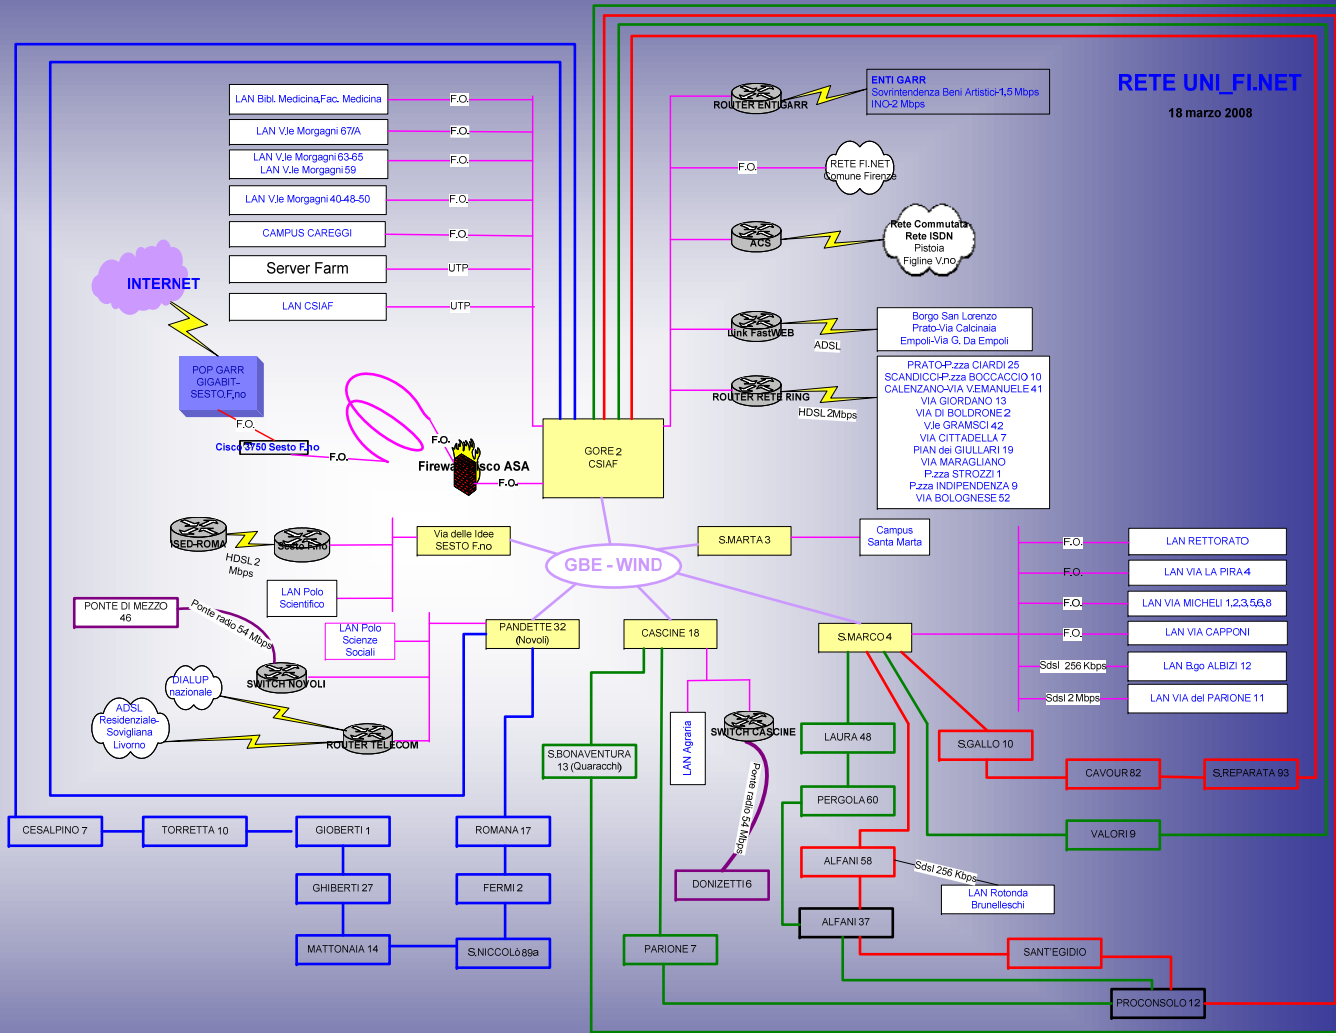 RETE UNI_FI.NET
18 marzo 2008
LAN Bibl. Medicina,Fac. Medicina
F.O.
LAN V.le Morgagni 67/A
F.O.
LAN V.le Morgagni 63-65
LAN V.le Morgagni 59
F.O.
LAN V.le Morgagni 40-48-50
F.O.
CAMPUS CAREGGI
F.O.
Server Farm
UTP
LAN CSIAF
UTP
ROUTER ENTIGARR
ENTI GARR
Sovrintendenza Beni Artistici-1,5 Mbps
INO-2 Mbps
F.O.
RETE FI.NET
Comune Firenze
ACS
Rete Commutata
Rete ISDN
Pistoia
Figline V.no
Link FastWEB
ADSL
Borgo San Lorenzo
Prato-Via Calcinaia
Empoli-Via G. Da Empoli
ROUTER RETE RING
HDSL 2Mbps
PRATO-P.zza CIARDI 25
SCANDICCI-P.zza BOCCACCIO 10
CALENZANO-VIA V.EMANUELE 41
VIA GIORDANO 13
VIA DI BOLDRONE 2
V.le GRAMSCI 42
VIA CITTADELLA 7
PIAN dei GIULLARI 19
VIA MARAGLIANO
P.zza STROZZI 1
P.zza INDIPENDENZA 9
VIA BOLOGNESE 52
INTERNET
POP GARR
GIGABIT-
SESTO.F.no
F.O.
Cisco 3750 Sesto F.no
F.O.
F.O.
Firewall Cisco ASA
F.O.
GORE 2
CSIAF
ISED-ROMA
HDSL 2
Mbps
Sesto F.no
Via delle Idee
SESTO F.no
LAN Polo
Scientifico
GBE - WIND
S.MARTA 3
Campus
Santa Marta
F.O.
LAN RETTORATO
F.O.
LAN VIA LA PIRA 4
F.O.
LAN VIA MICHELI 1,2,3,5,6,8
F.O.
LAN VIA CAPPONI
Sdsl 256 Kbps
LAN B.go ALBIZI 12
Sdsl 2 Mbps
LAN VIA del PARIONE 11
PONTE DI MEZZO
46
Ponte radio 54 Mbps
LAN Polo
Scienze
Sociali
PANDETTE 32
(Novoli)
CASCINE 18
S.MARCO 4
SWITCH NOVOLI
DIALUP
nazionale
ADSL
Residenziale-
Sovigliana
Livorno
ROUTER TELECOM
S.BONAVENTURA
13 (Quaracchi)
LAN Agraria
SWITCH CASCINE
Ponte radio 54 Mbps
DONIZETTI 6
LAURA 48
S.GALLO 10
CAVOUR 82
S.REPARATA 93
PERGOLA 60
VALORI 9
ALFANI 58
Sdsl 256 Kbps
LAN Rotonda
Brunelleschi
ALFANI 37
CESALPINO 7
TORRETTA 10
GIOBERTI 1
ROMANA 17
GHIBERTI 27
FERMI 2
MATTONAIA 14
S.NICCOLò 89a
PARIONE 7
SANT'EGIDIO
PROCONSOLO 12